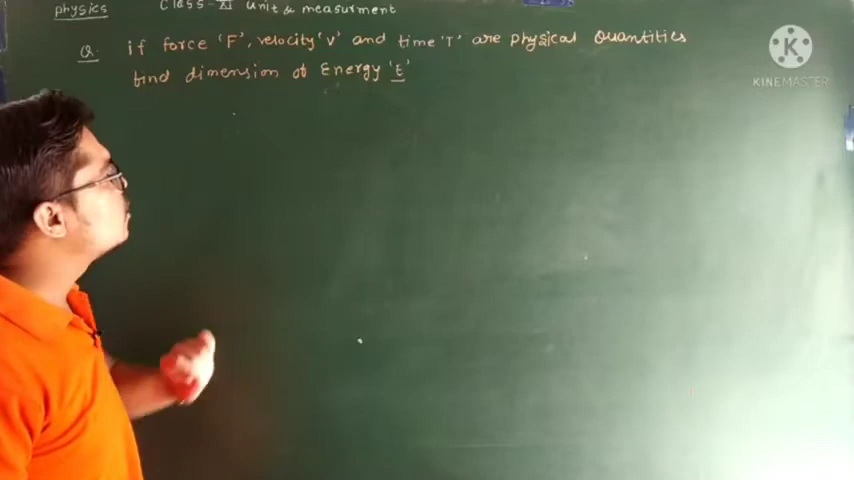 physics Class-XI unit & measurment
Q. if force 'F', velocity 'v' and time 'T' are physical Quantities
find dimension of Energy 'E'
K
KINEMASTER